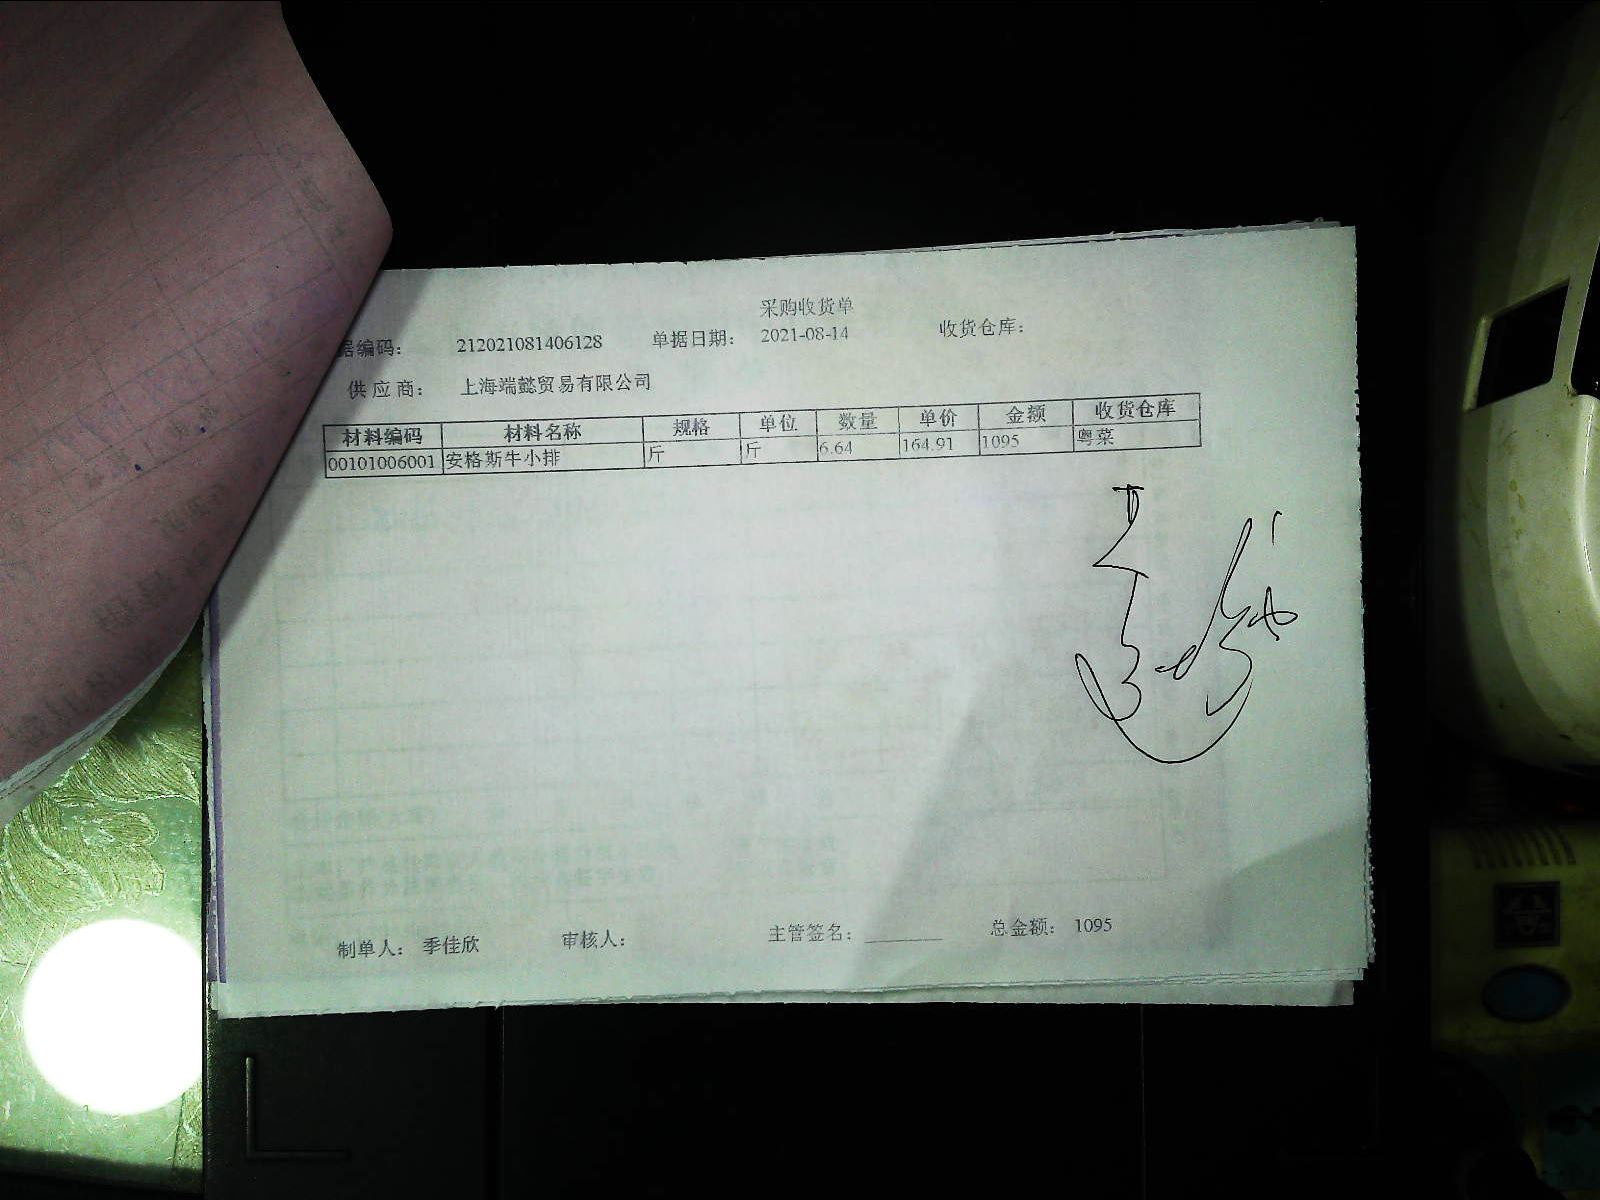 采购收货单
据编码： 212021081406128 单据日期： 2021-08-14 收货仓库：
供应商： 上海端懿贸易有限公司
材料编码 材料名称 规格 单位 数量 单价 金额 收货仓库
00101006001 安格斯牛小排 斤 斤 6.64 164.91 1095 粤菜
制单人： 季佳欣 审核人： 主管签名： 总金额： 1095